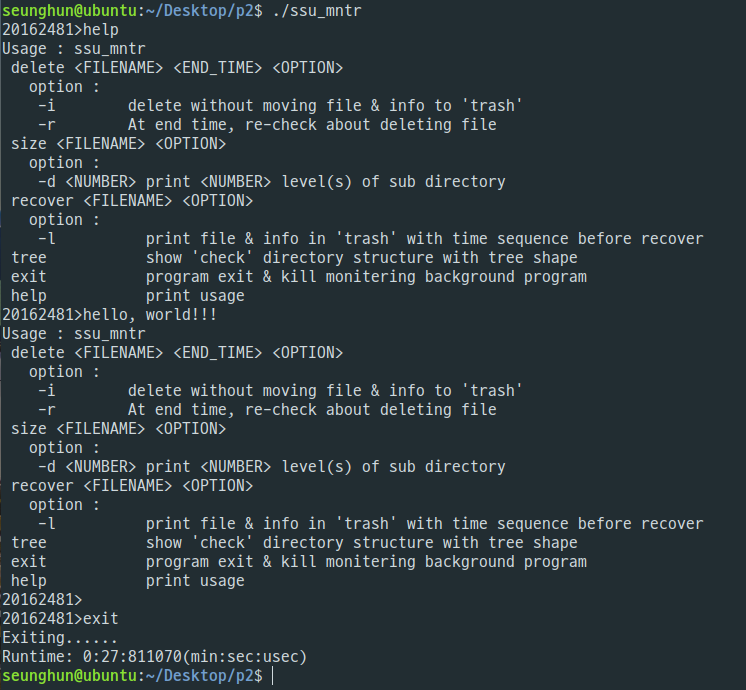 seunghun@ubuntu:~/Desktop/p2$ ./ssu_mntr
20162481>help
Usage : ssu_mntr
 delete <FILENAME> <END_TIME> <OPTION>
   option :
    -i        delete without moving file & info to 'trash'
    -r        At end time, re-check about deleting file
 size <FILENAME> <OPTION>
   option :
    -d <NUMBER> print <NUMBER> level(s) of sub directory
 recover <FILENAME> <OPTION>
   option :
    -l          print file & info in 'trash' with time sequence before recover
 tree           show 'check' directory structure with tree shape
 exit           program exit & kill monitering background program
 help           print usage
20162481>hello, world!!!
Usage : ssu_mntr
 delete <FILENAME> <END_TIME> <OPTION>
   option :
    -i        delete without moving file & info to 'trash'
    -r        At end time, re-check about deleting file
 size <FILENAME> <OPTION>
   option :
    -d <NUMBER> print <NUMBER> level(s) of sub directory
 recover <FILENAME> <OPTION>
   option :
    -l          print file & info in 'trash' with time sequence before recover
 tree           show 'check' directory structure with tree shape
 exit           program exit & kill monitering background program
 help           print usage
20162481>
20162481>exit
Exiting......
Runtime: 0:27:811070(min:sec:usec)
seunghun@ubuntu:~/Desktop/p2$